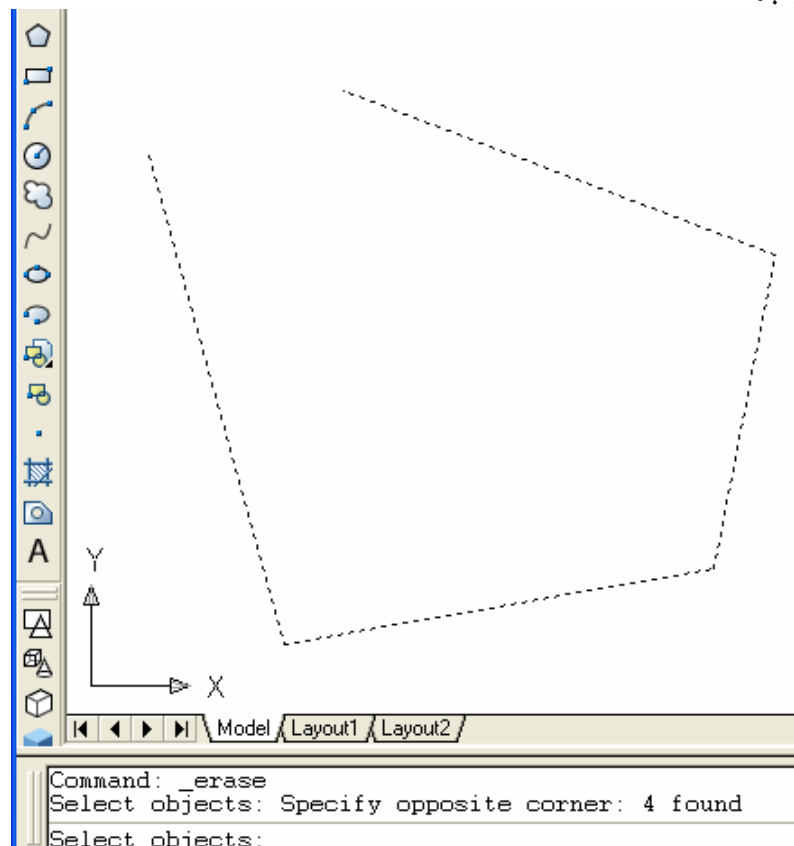 A
Y
X
Model Layout1 Layout2
Command: _erase
Select objects: Specify opposite corner: 4 found
Select objects: